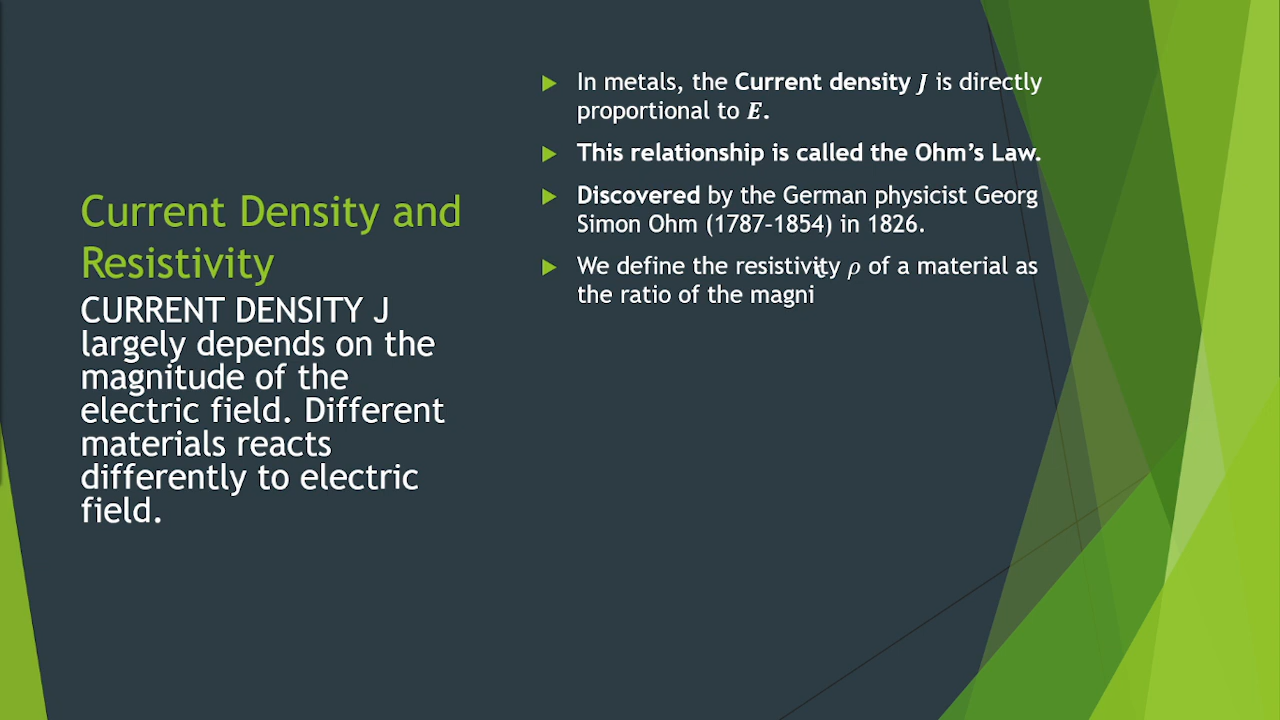 Current Density and
Resistivity
CURRENT DENSITY J
largely depends on the
magnitude of the
electric field. Different
materials reacts
differently to electric
field.
In metals, the Current density J is directly
proportional to E.
This relationship is called the Ohm’s Law.
Discovered by the German physicist Georg
Simon Ohm (1787–1854) in 1826.
We define the resistivity ρ of a material as
the ratio of the magni